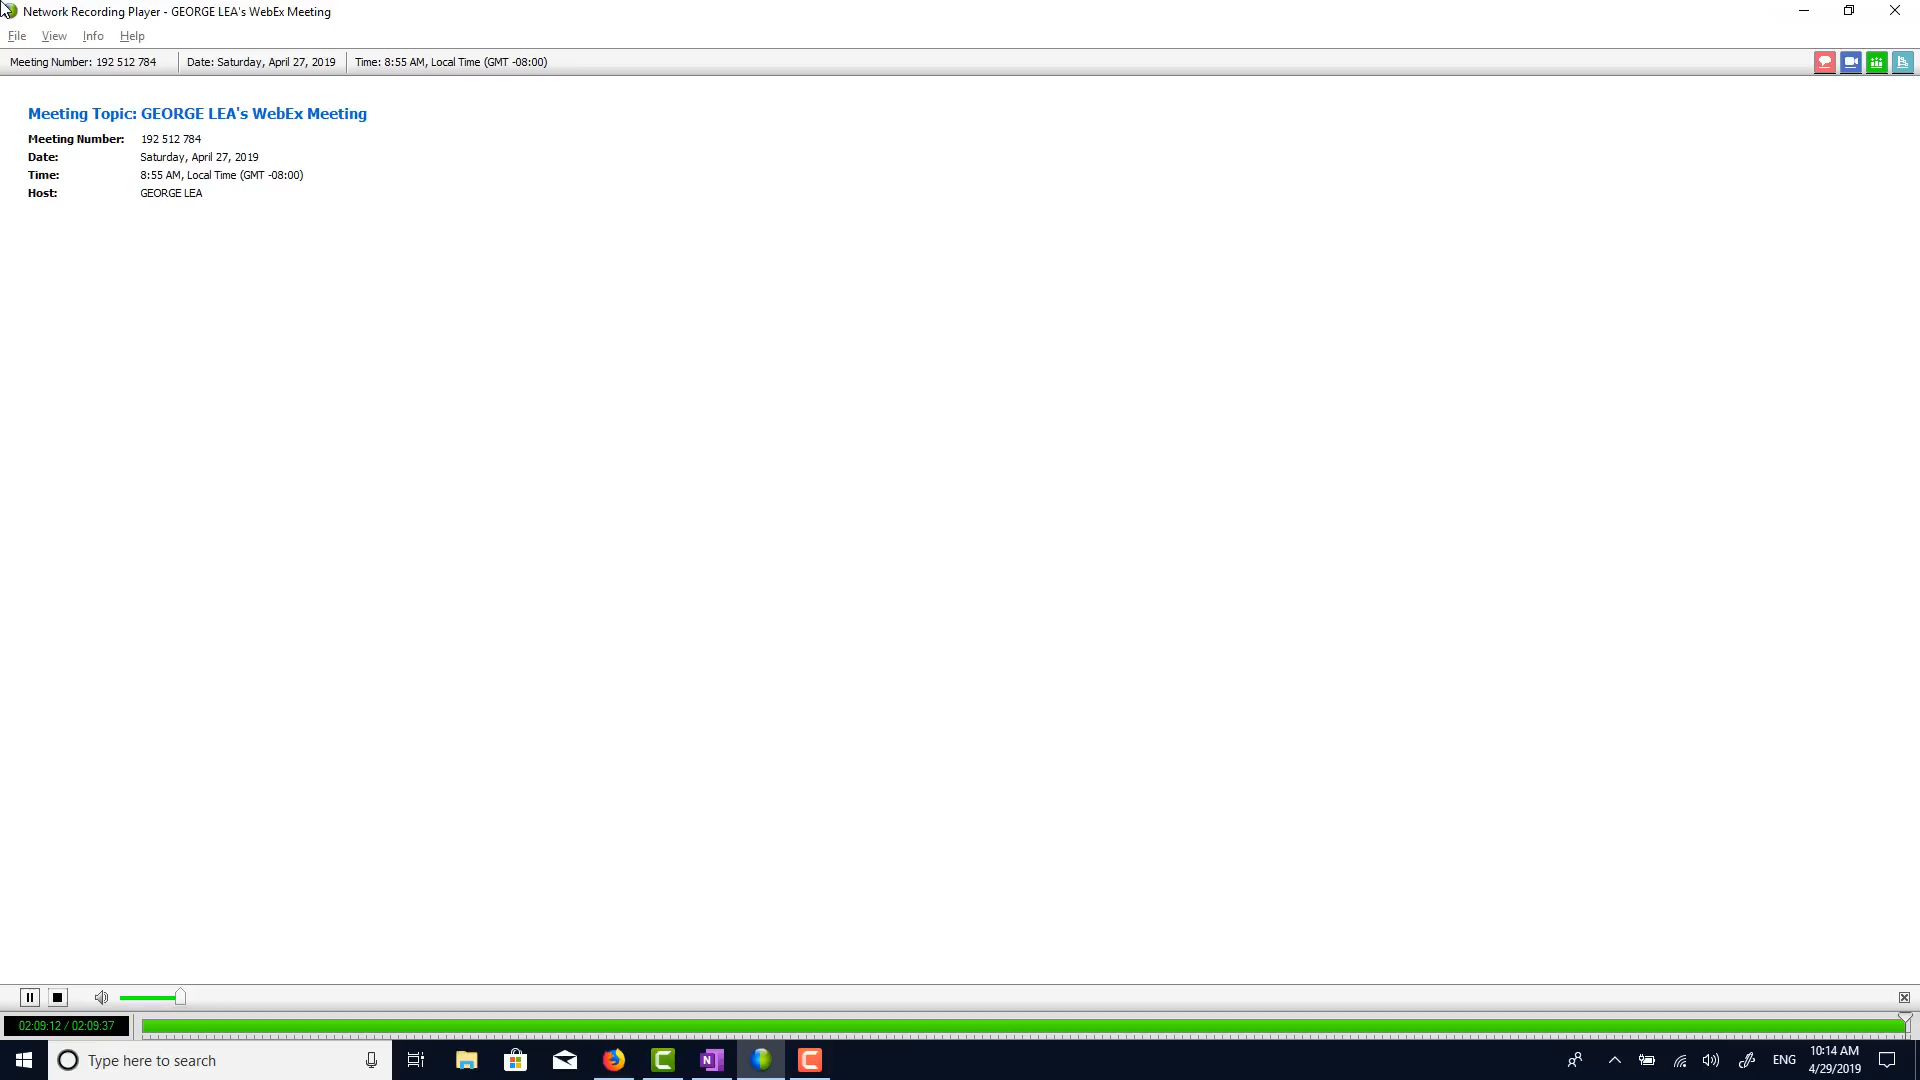 Network Recording Player - GEORGE LEA's WebEx Meeting
File View Info Help
Meeting Number: 192 512 784 Date: Saturday, April 27, 2019 Time: 8:55 AM, Local Time (GMT -08:00)
Meeting Topic: GEORGE LEA's WebEx Meeting
Meeting Number: 192 512 784
Date: Saturday, April 27, 2019
Time: 8:55 AM, Local Time (GMT -08:00)
Host: GEORGE LEA
02:09:12 / 02:09:37
Type here to search
N
ENG
10:14 AM
4/29/2019